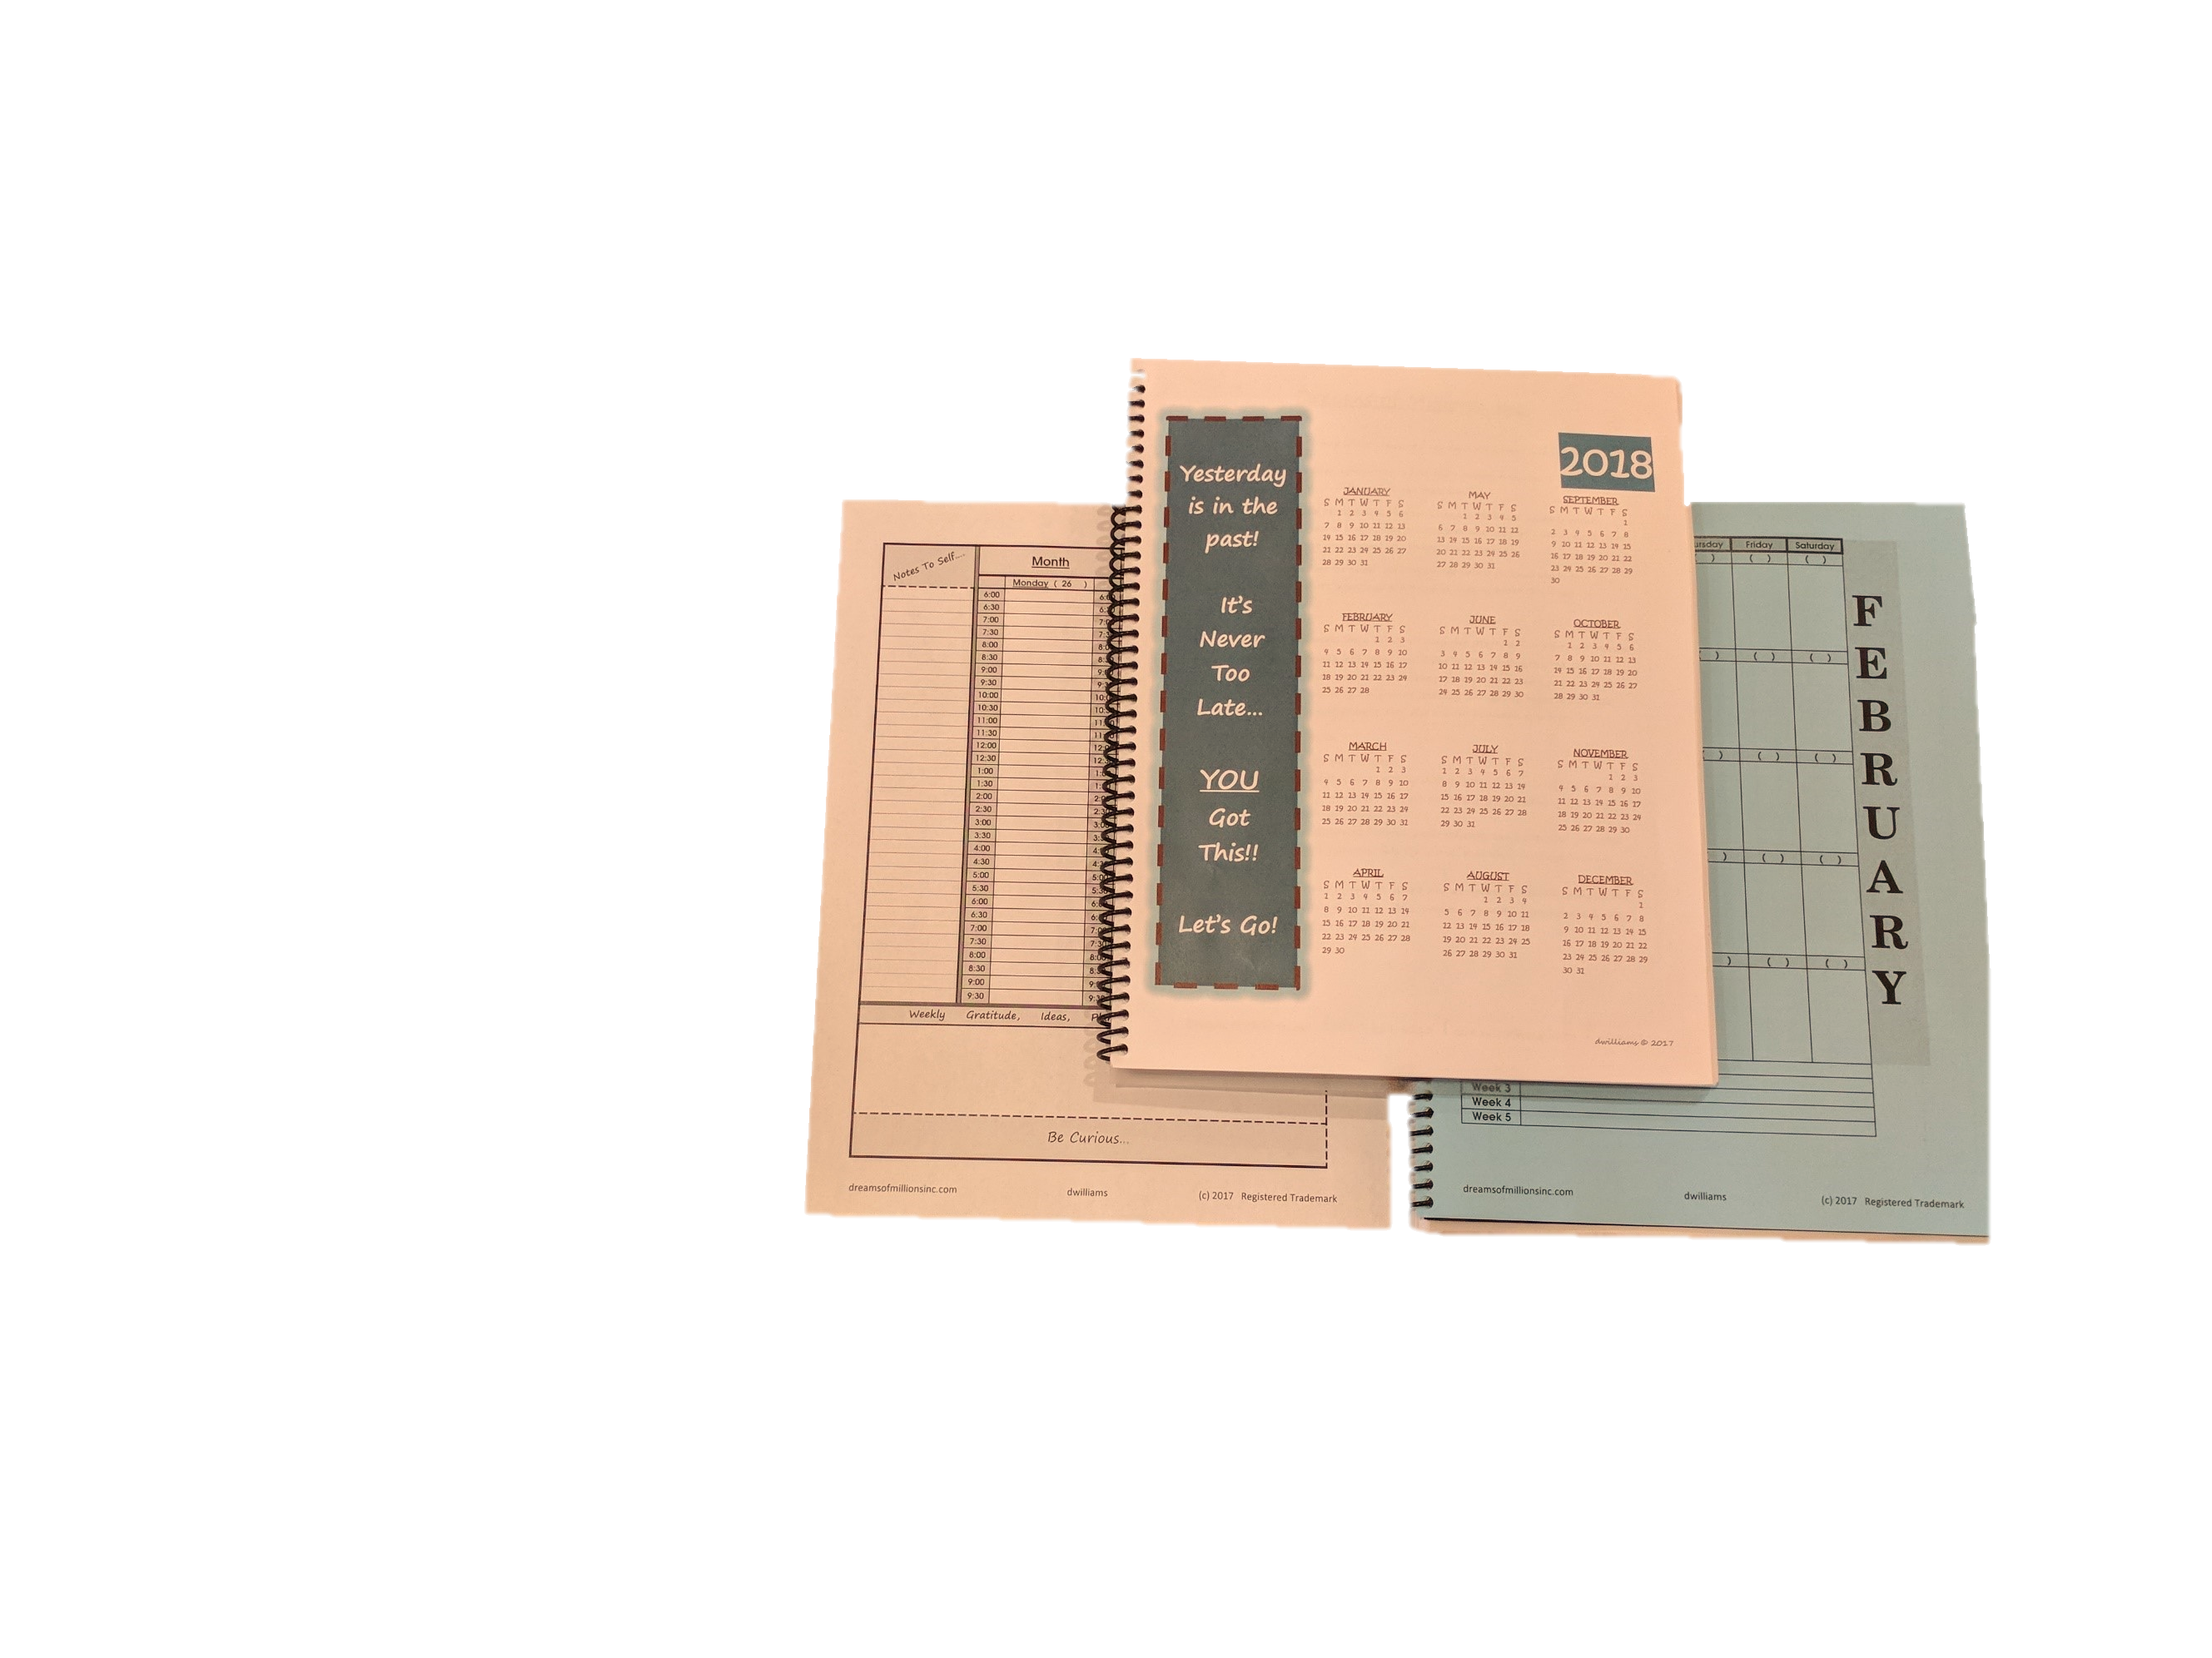 Notes To Self...
Month
Monday ( 26 )
6:00
6:30
7:00
7:30
8:00
8:30
9:00
9:30
10:00
10:30
11:00
11:30
12:00
12:30
1:00
1:30
2:00
2:30
3:00
3:30
4:00
4:30
5:00
5:30
6:00
6:30
7:00
7:30
8:00
8:30
9:00
9:30
Weekly Gratitude, Ideas,
Be Curious...
dreamsofmillionsinc.com dwilliams (c) 2017 Registered Trademark
Yesterday
is in the
past!
It's
Never
Too
Late...
YOU
Got
This!!
Let's Go!
2018
JANUARY
S M T W T F S
1 2 3 4 5 6
7 8 9 10 11 12 13
14 15 16 17 18 19 20
21 22 23 24 25 26 27
28 29 30 31
FEBRUARY
S M T W T F S
1 2 3
4 5 6 7 8 9 10
11 12 13 14 15 16 17
18 19 20 21 22 23 24
25 26 27 28
MARCH
S M T W T F S
1 2 3
4 5 6 7 8 9 10
11 12 13 14 15 16 17
18 19 20 21 22 23 24
25 26 27 28 29 30 31
APRIL
S M T W T F S
1 2 3 4 5 6 7
8 9 10 11 12 13 14
15 16 17 18 19 20 21
22 23 24 25 26 27 28
29 30
MAY
S M T W T F S
1 2 3 4 5
6 7 8 9 10 11 12
13 14 15 16 17 18 19
20 21 22 23 24 25 26
27 28 29 30 31
JUNE
S M T W T F S
1 2
3 4 5 6 7 8 9
10 11 12 13 14 15 16
17 18 19 20 21 22 23
24 25 26 27 28 29 30
JULY
S M T W T F S
1 2 3 4 5 6 7
8 9 10 11 12 13 14
15 16 17 18 19 20 21
22 23 24 25 26 27 28
29 30 31
AUGUST
S M T W T F S
1 2 3 4
5 6 7 8 9 10 11
12 13 14 15 16 17 18
19 20 21 22 23 24 25
26 27 28 29 30 31
SEPTEMBER
S M T W T F S
1
2 3 4 5 6 7 8
9 10 11 12 13 14 15
16 17 18 19 20 21 22
23 24 25 26 27 28 29
30
OCTOBER
S M T W T F S
1 2 3 4 5 6
7 8 9 10 11 12 13
14 15 16 17 18 19 20
21 22 23 24 25 26 27
28 29 30 31
NOVEMBER
S M T W T F S
1 2 3
4 5 6 7 8 9 10
11 12 13 14 15 16 17
18 19 20 21 22 23 24
25 26 27 28 29 30
DECEMBER
S M T W T F S
1
2 3 4 5 6 7 8
9 10 11 12 13 14 15
16 17 18 19 20 21 22
23 24 25 26 27 28 29
30 31
dwilliams © 2017
Friday Saturday
FEBRUARY
Week 3
Week 4
Week 5
dreamsofmillionsinc.com dwilliams (c) 2017 Registered Trademark